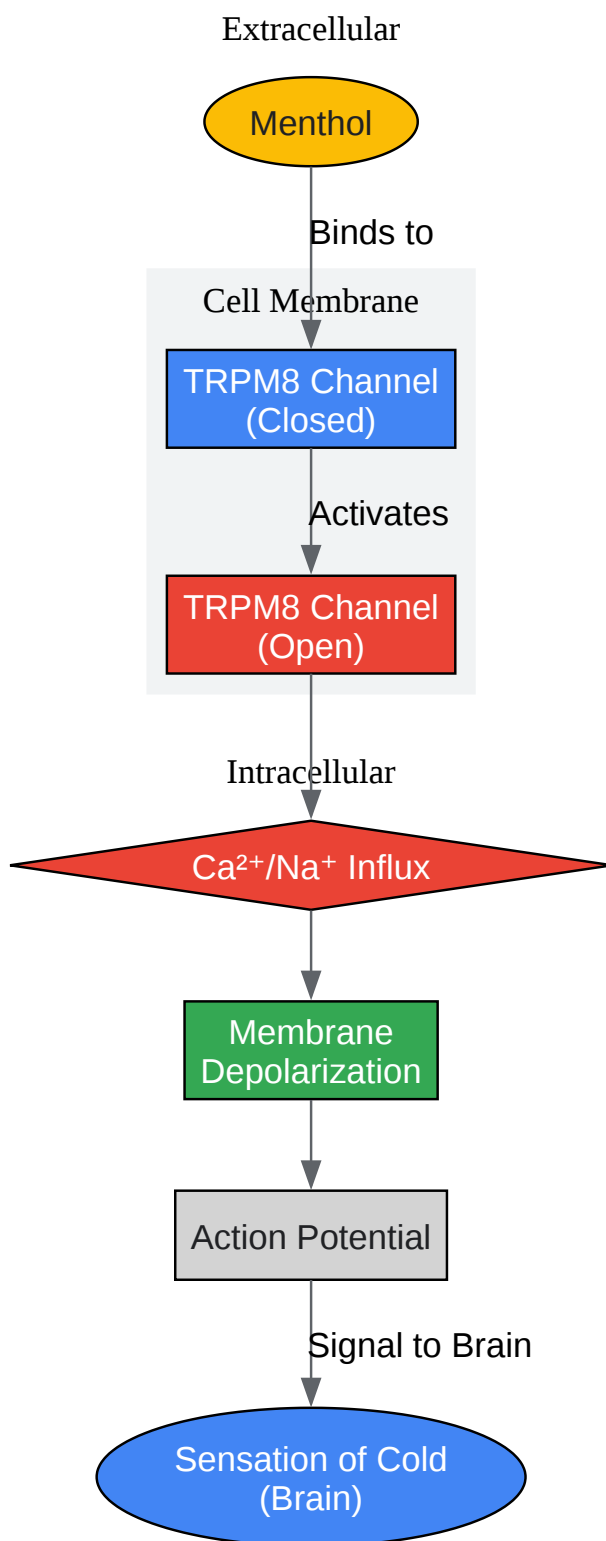 Extracellular
Menthol
Binds to
Cell Membrane
TRPM8 Channel
(Closed)
Activates
TRPM8 Channel
(Open)
Intracellular
Ca²⁺/Na⁺ Influx
Membrane
Depolarization
Action Potential
Signal to Brain
Sensation of Cold
(Brain)